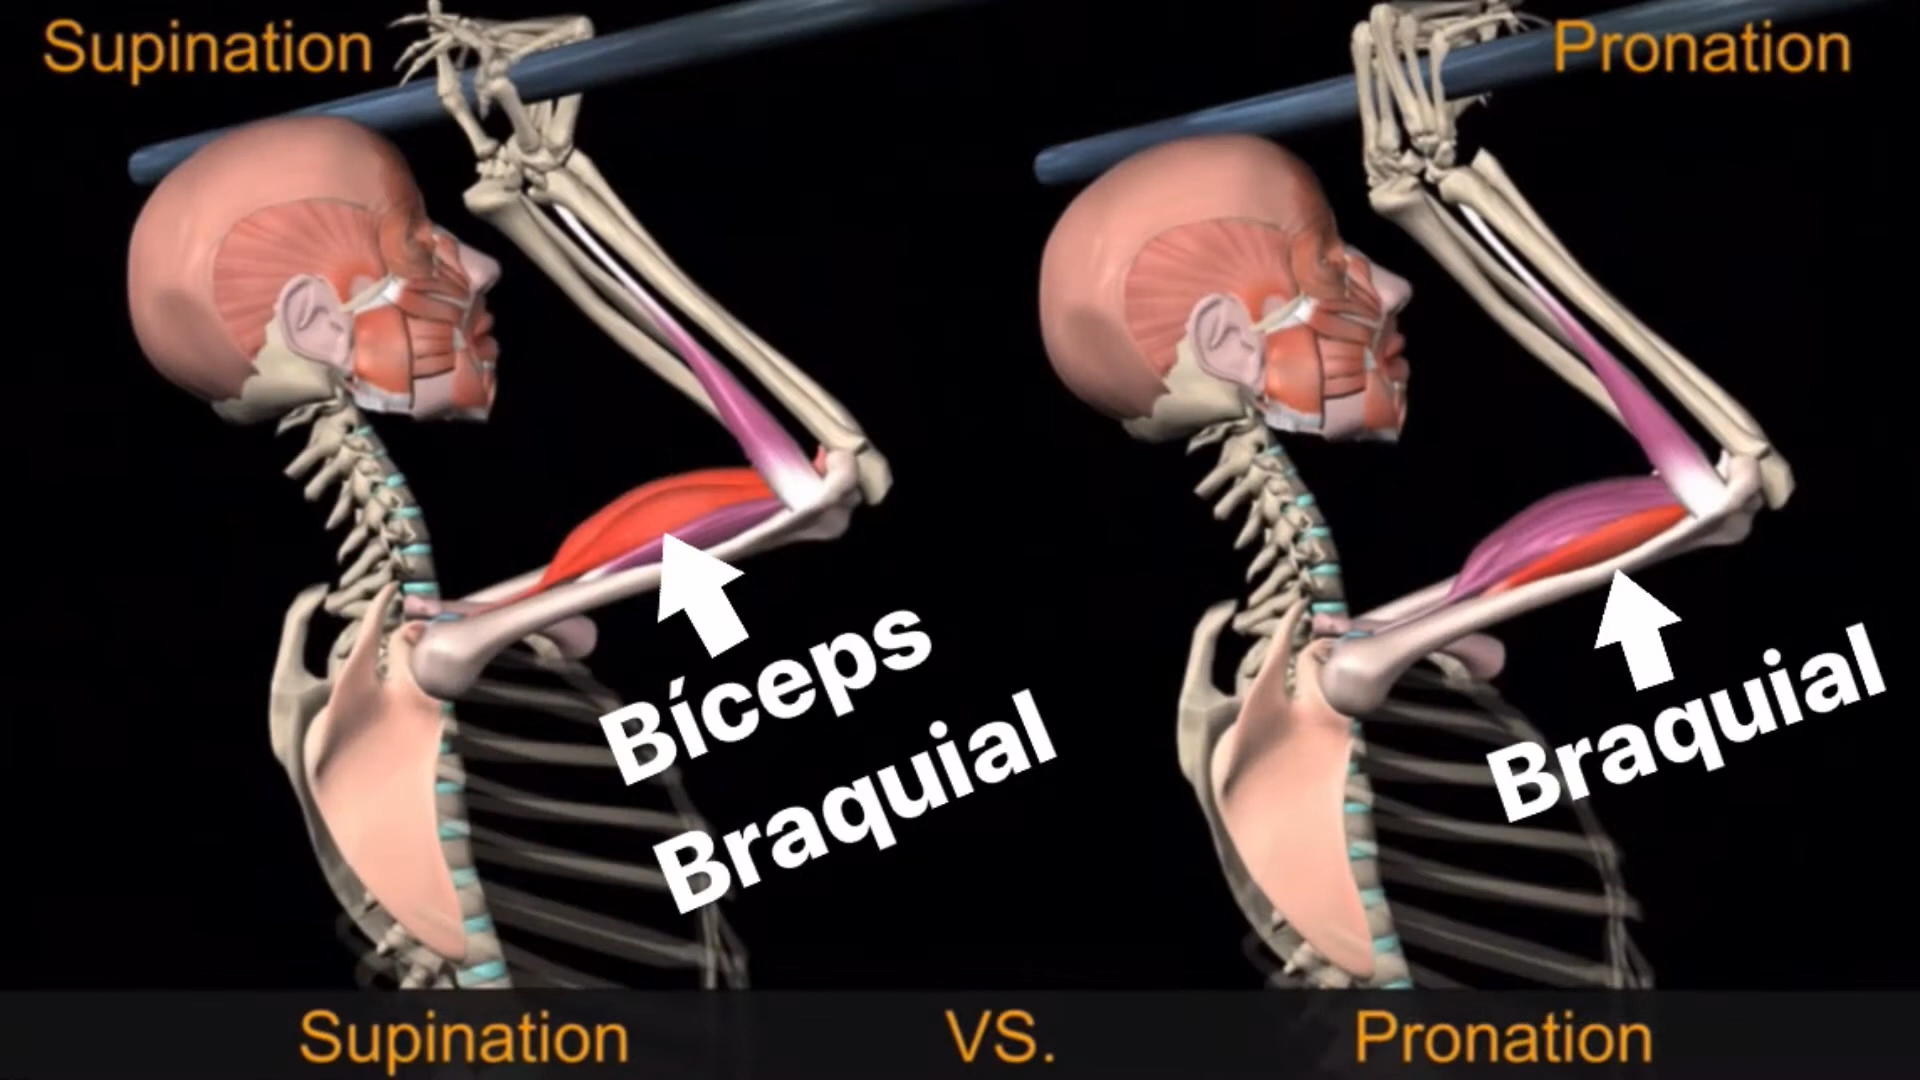 Supination
Pronation
Bíceps
Braquial
Braquial
Supination VS. Pronation